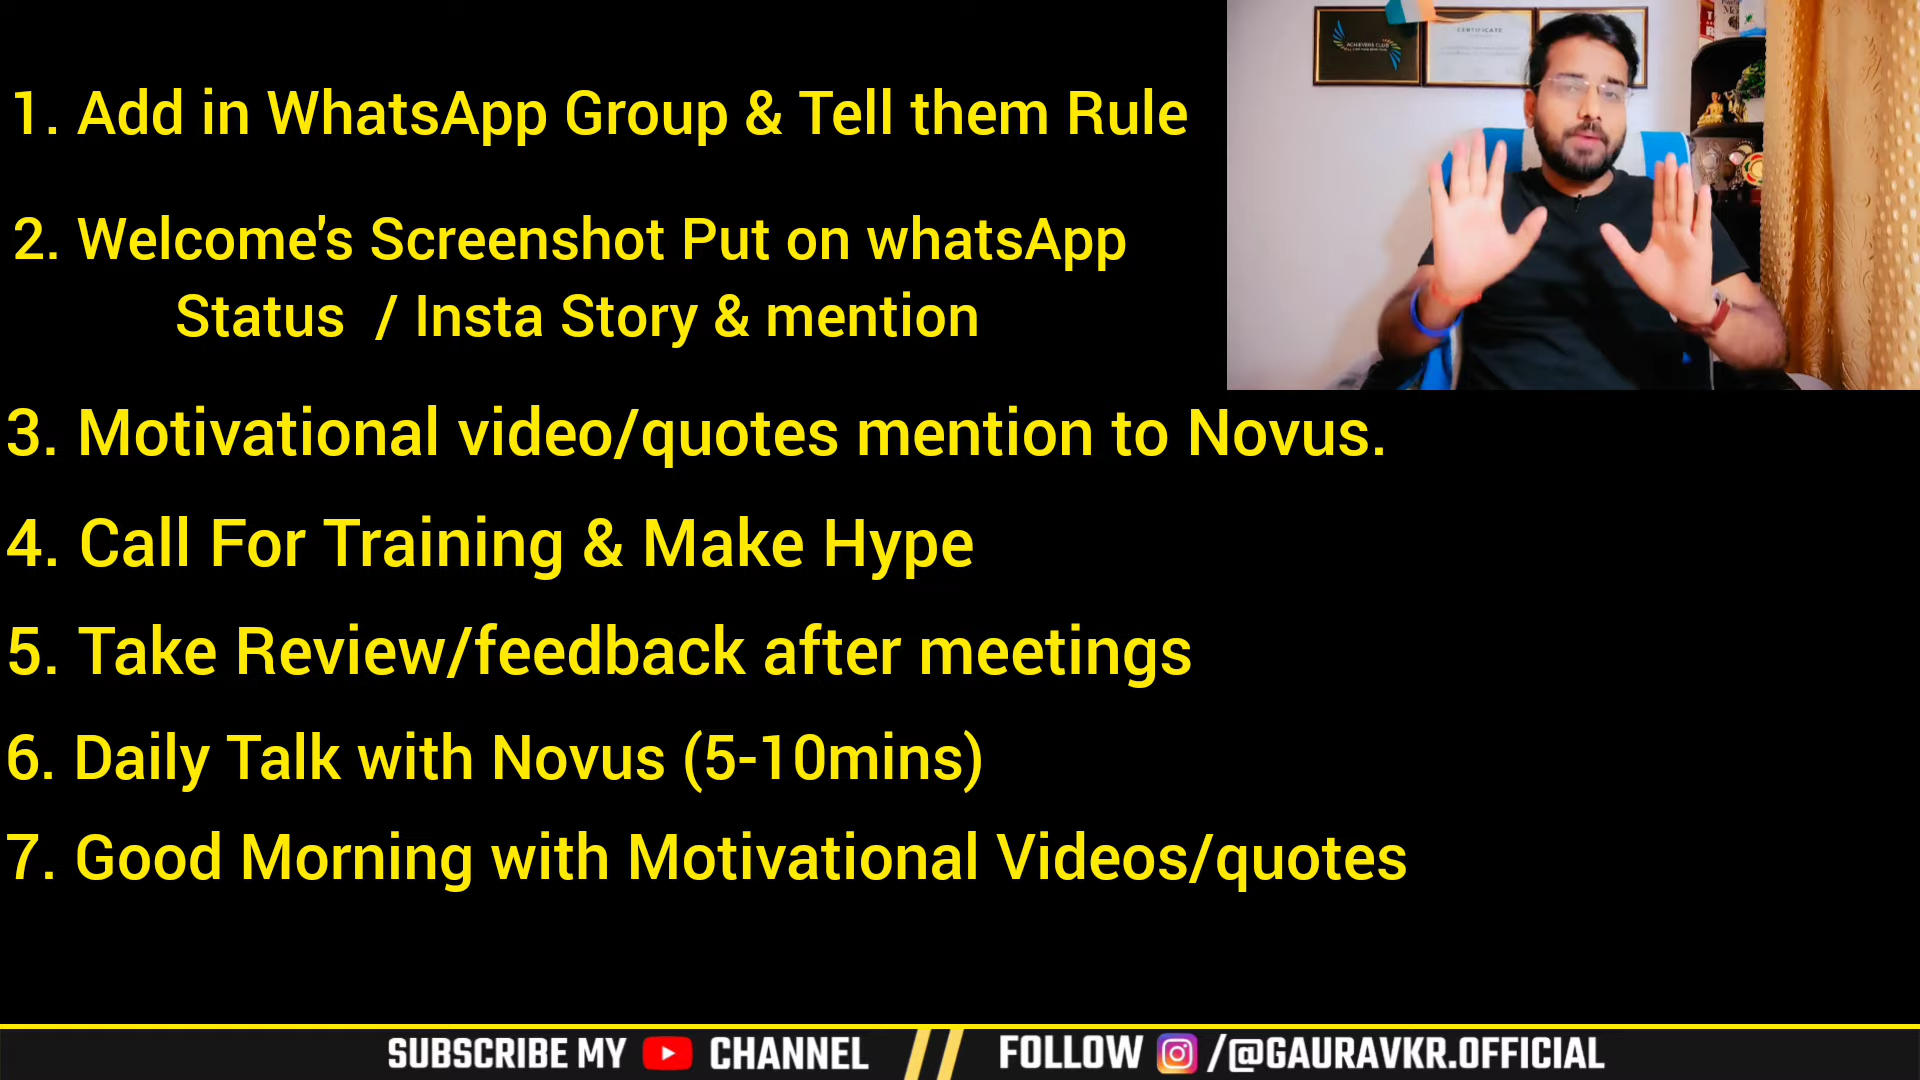 1. Add in WhatsApp Group & Tell them Rule
2. Welcome's Screenshot Put on whatsApp
Status / Insta Story & mention
3. Motivational video/quotes mention to Novus.
4. Call For Training & Make Hype
5. Take Review/feedback after meetings
6. Daily Talk with Novus (5-10mins)
7. Good Morning with Motivational Videos/quotes
ACHIEVERS CLUB
CERTIFICATE
SUBSCRIBE MY CHANNEL // FOLLOW /@GAURAVKR.OFFICIAL